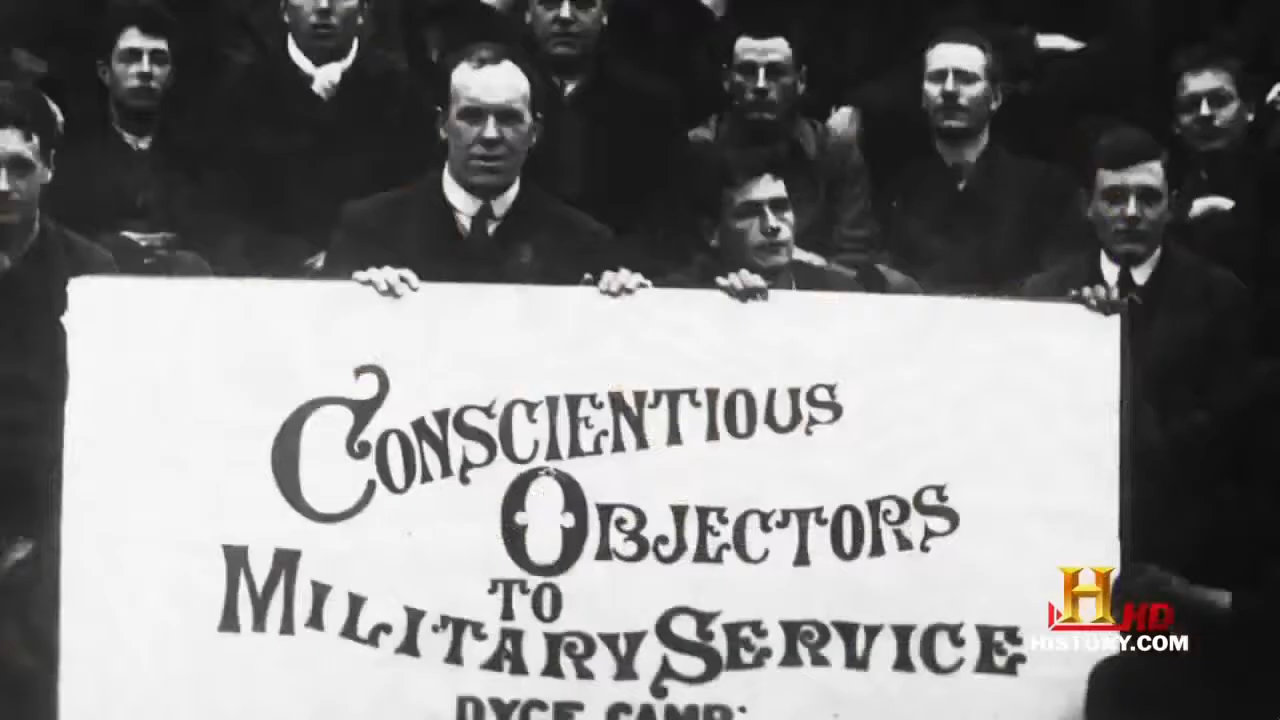 CONSCIENTIOUS
OBJECTORS
TO
MILITARY SERVICE
DYCE CAMP.
H HD
HISTORY.COM